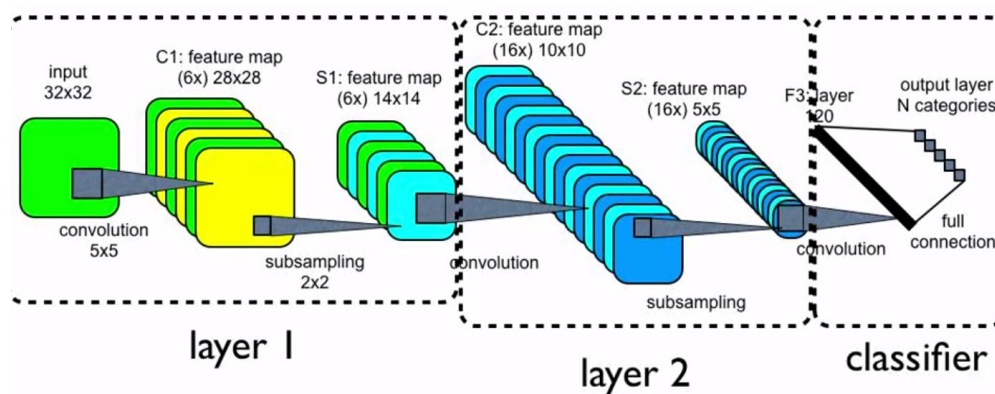 input
32x32
C1: feature map
(6x) 28x28
S1: feature map
(6x) 14x14
convolution
5x5
subsampling
2x2
layer 1
C2: feature map
(16x) 10x10
S2: feature map
(16x) 5x5
convolution
subsampling
layer 2
F3: layer
120
output layer
N categories
convolution
full
connection
classifier